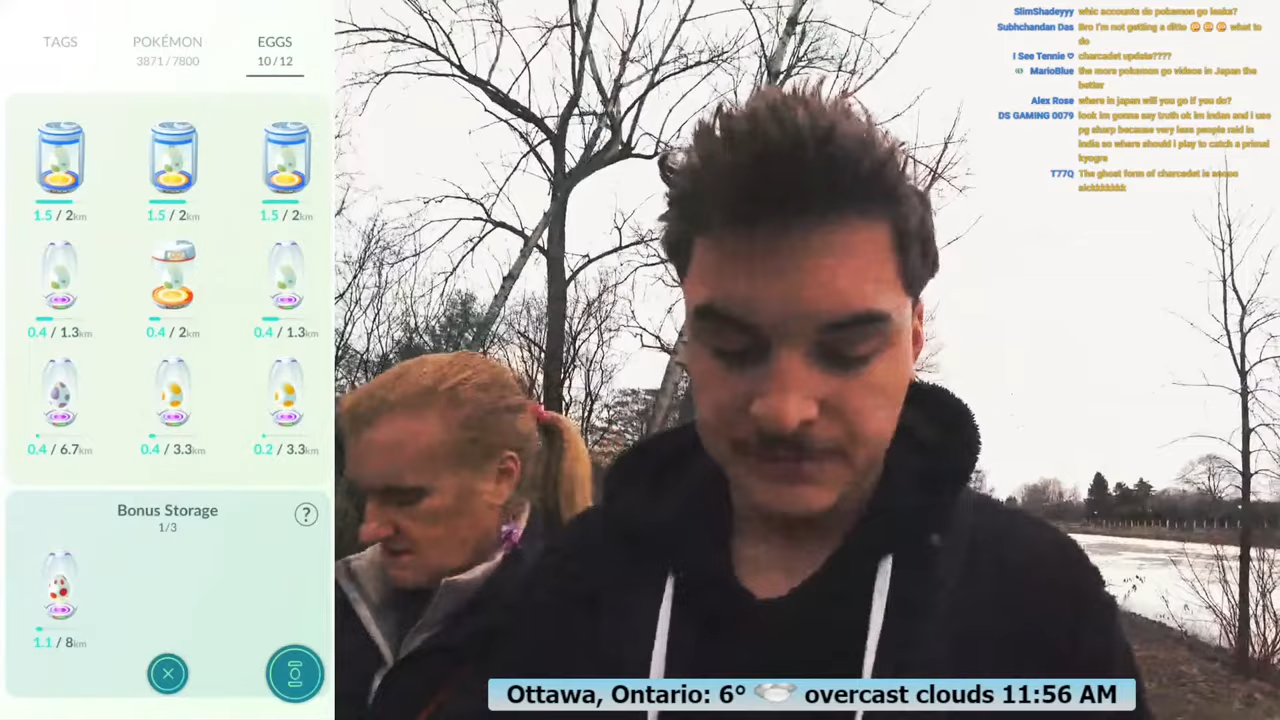 TAGS
POKÉMON
3871 / 7800
EGGS
10 / 12
1.5 / 2km
1.5 / 2km
1.5 / 2km
0.4 / 1.3km
0.4 / 2km
0.4 / 1.3km
0.4 / 6.7km
0.4 / 3.3km
0.2 / 3.3km
Bonus Storage
1/3
?
1.1 / 8km
SlimShadeyyy whic accounts do pokemon go leaks?
Subhchandan Das Bro I'm not getting a ditto 😳 😳 😳 what to
do
I See Tennie ♡ charcadet update????
MarioBlue the more pokemon go videos in Japan the
better
Alex Rose where in japan will you go if you do?
DS GAMING 0079 look im gonna say truth ok im indan and i use
pg sharp because very less people raid in
india so where should i play to catch a primal
kyogre
T77Q The ghost form of charcadet is soooo
sickkkkkkk
Ottawa, Ontario: 6° overcast clouds 11:56 AM